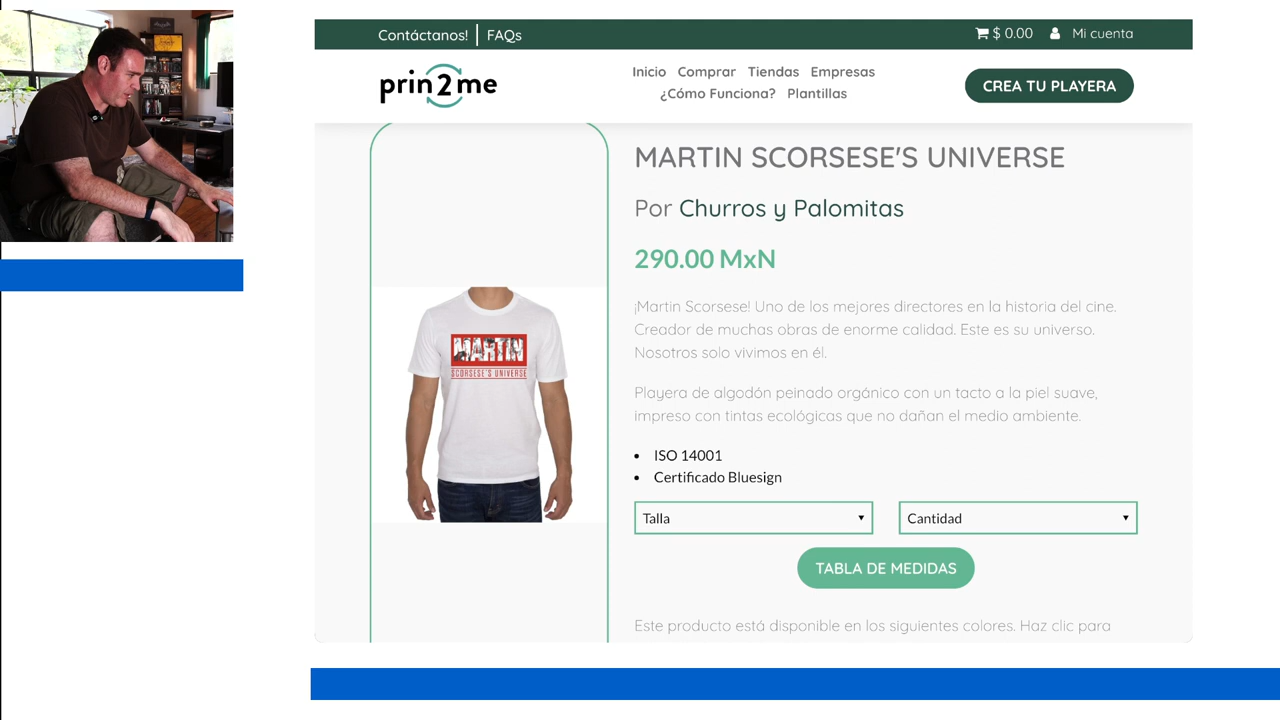 Contáctanos! FAQs
$ 0.00 Mi cuenta
prin2me
Inicio Comprar Tiendas Empresas
¿Cómo Funciona? Plantillas
CREA TU PLAYERA
MARTIN SCORSESE'S UNIVERSE
Por Churros y Palomitas
290.00 MxN
¡Martin Scorsese! Uno de los mejores directores en la historia del cine.
Creador de muchas obras de enorme calidad. Este es su universo.
Nosotros solo vivimos en él.
MARTIN
SCORSESE'S UNIVERSE
Playera de algodón peinado orgánico con un tacto a la piel suave,
impreso con tintas ecológicas que no dañan el medio ambiente.
ISO 14001
Certificado Bluesign
Talla
Cantidad
TABLA DE MEDIDAS
Este producto está disponible en los siguientes colores. Haz clic para